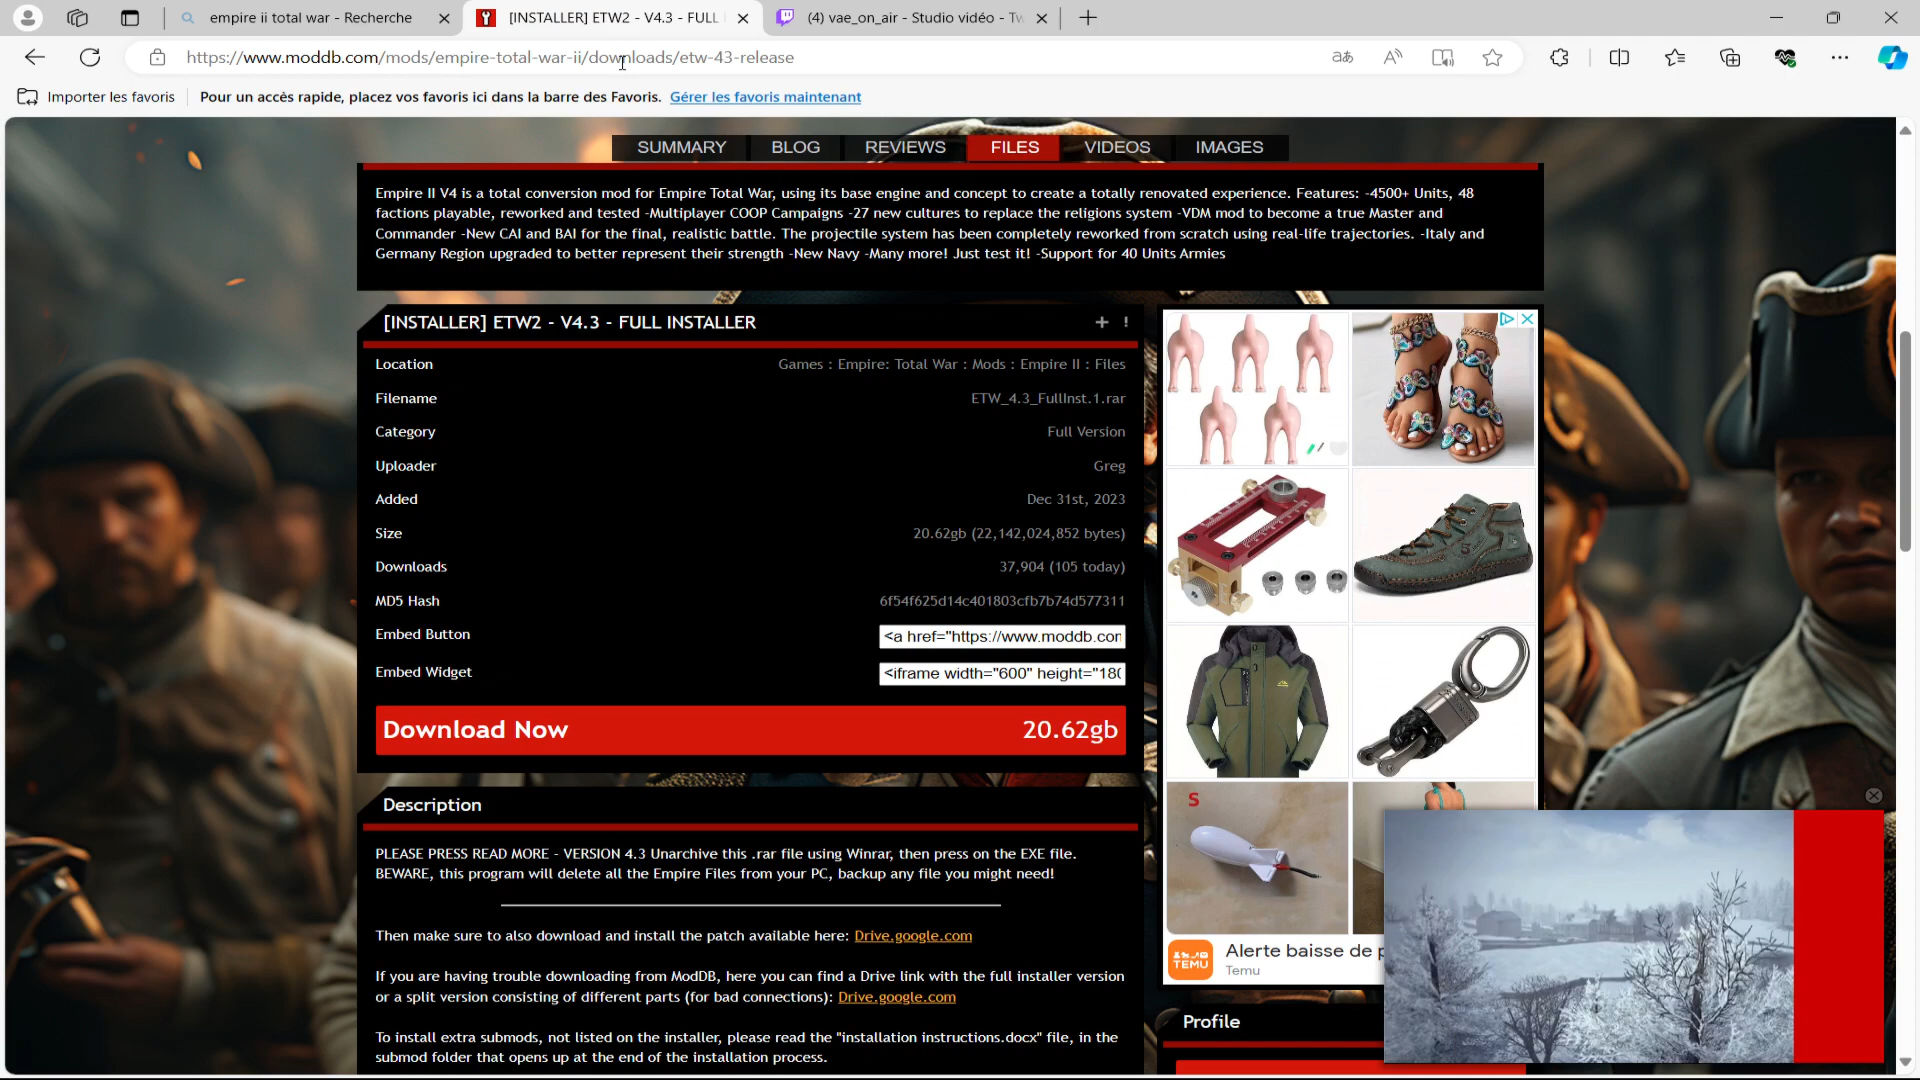 empire ii total war - Recherche
[INSTALLER] ETW2 - V4.3 - FULL
(4) vae_on_air - Studio vidéo - Tw
https://www.moddb.com/mods/empire-total-war-ii/downloads/etw-43-release
aあ
Importer les favoris
Pour un accès rapide, placez vos favoris ici dans la barre des Favoris. Gérer les favoris maintenant
SUMMARY BLOG REVIEWS FILES VIDEOS IMAGES
Empire II V4 is a total conversion mod for Empire Total War, using its base engine and concept to create a totally renovated experience. Features: -4500+ Units, 48
factions playable, reworked and tested -Multiplayer COOP Campaigns -27 new cultures to replace the religions system -VDM mod to become a true Master and
Commander -New CAI and BAI for the final, realistic battle. The projectile system has been completely reworked from scratch using real-life trajectories. -Italy and
Germany Region upgraded to better represent their strength -New Navy -Many more! Just test it! -Support for 40 Units Armies
[INSTALLER] ETW2 - V4.3 - FULL INSTALLER
Location Games : Empire: Total War : Mods : Empire II : Files
Filename ETW_4.3_FullInst.1.rar
Category Full Version
Uploader Greg
Added Dec 31st, 2023
Size 20.62gb (22,142,024,852 bytes)
Downloads 37,904 (105 today)
MD5 Hash 6f54f625d14c401803cfb7b74d577311
Embed Button <a href="https://www.moddb.con
Embed Widget <iframe width="600" height="180
Download Now 20.62gb
Description
PLEASE PRESS READ MORE - VERSION 4.3 Unarchive this .rar file using Winrar, then press on the EXE file.
BEWARE, this program will delete all the Empire Files from your PC, backup any file you might need!
Then make sure to also download and install the patch available here: Drive.google.com
If you are having trouble downloading from ModDB, here you can find a Drive link with the full installer version
or a split version consisting of different parts (for bad connections): Drive.google.com
To install extra submods, not listed on the installer, please read the "installation instructions.docx" file, in the
submod folder that opens up at the end of the installation process.
S
TEMU
Alerte baisse de p
Temu
Profile